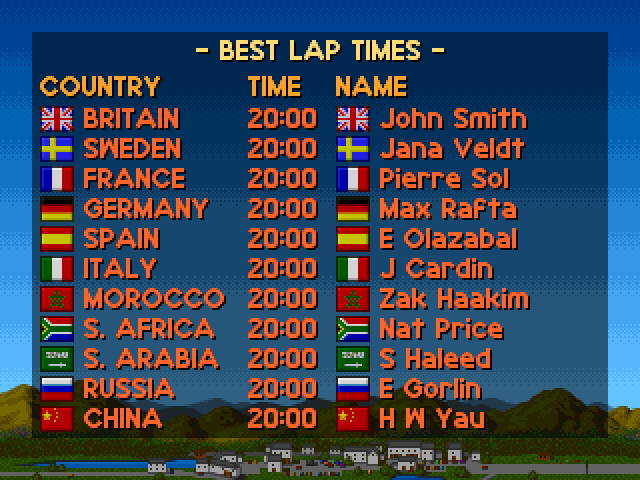 - BEST LAP TIMES -
COUNTRY TIME NAME
BRITAIN 20:00 John Smith
SWEDEN 20:00 Jana Veldt
FRANCE 20:00 Pierre Sol
GERMANY 20:00 Max Rafta
SPAIN 20:00 E Olazabal
ITALY 20:00 J Cardin
MOROCCO 20:00 Zak Haakim
S. AFRICA 20:00 Nat Price
S. ARABIA 20:00 S Haleed
RUSSIA 20:00 E Gorlin
CHINA 20:00 H W Yau